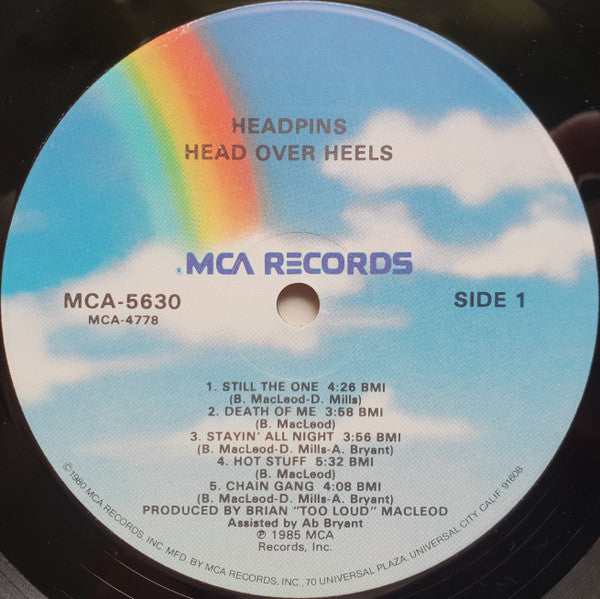 HEADPINS
HEAD OVER HEELS
MCA RECORDS
MCA-5630
MCA-4778
SIDE 1
1. STILL THE ONE 4:26 BMI
(B. MacLeod-D. Mills)
2. DEATH OF ME 3:58 BMI
(B. MacLeod)
3. STAYIN' ALL NIGHT 3:56 BMI
(B. MacLeod-D. Mills-A. Bryant)
4. HOT STUFF 5:32 BMI
(B. MacLeod)
5. CHAIN GANG 4:08 BMI
(B. MacLeod-D. Mills-A. Bryant)
PRODUCED BY BRIAN "TOO LOUD" MACLEOD
Assisted by Ab Bryant
℗ 1985 MCA
Records, Inc.
©1980 MCA RECORDS, INC. MFD. BY MCA RECORDS, INC., 70 UNIVERSAL PLAZA, UNIVERSAL CITY, CALIF. 91608